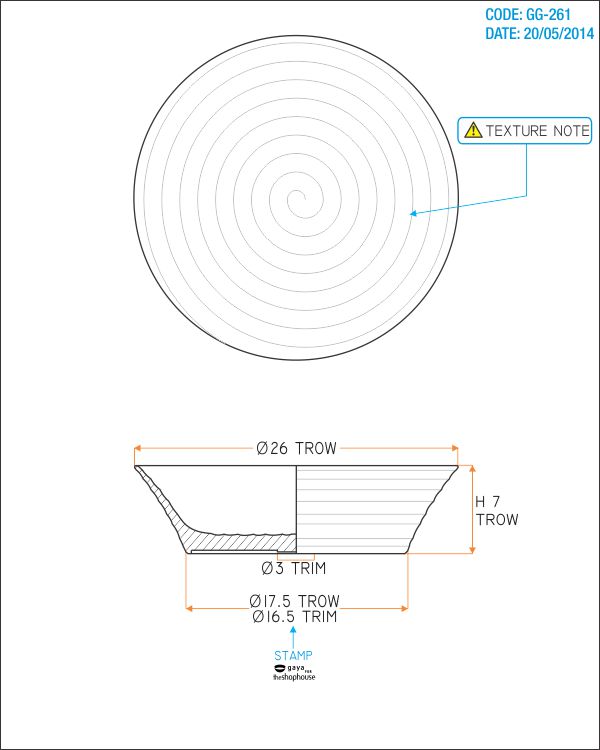 CODE: GG-261
DATE: 20/05/2014
TEXTURE NOTE
Ø26 TROW
H 7
TROW
Ø3 TRIM
Ø17.5 TROW
Ø16.5 TRIM
STAMP
gaya FOR
theshophouse